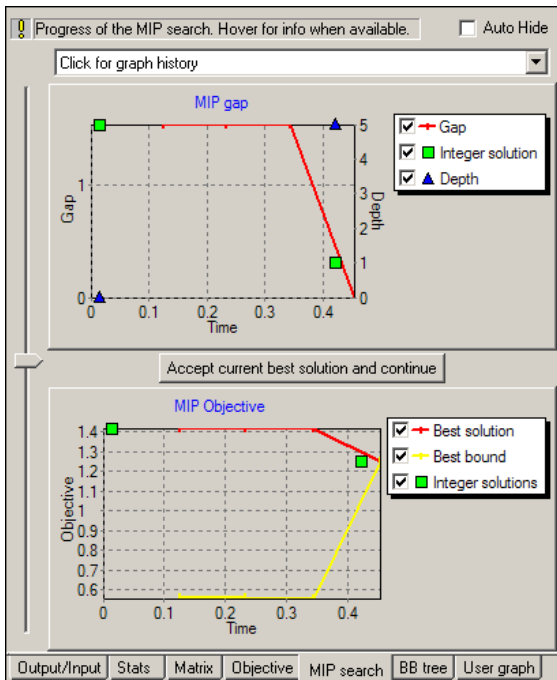 Progress of the MIP search. Hover for info when available.
Auto Hide
Click for graph history
MIP gap
Gap
1
0
5
4
3
2
1
0
Depth
0 0.1 0.2 0.3 0.4
Time
Gap
Integer solution
Depth
Accept current best solution and continue
MIP Objective
Objective
1.4
1.3
1.2
1.1
1
0.9
0.8
0.7
0.6
0 0.1 0.2 0.3 0.4
Time
Best solution
Best bound
Integer solutions
Output/Input Stats Matrix Objective MIP search BB tree User graph